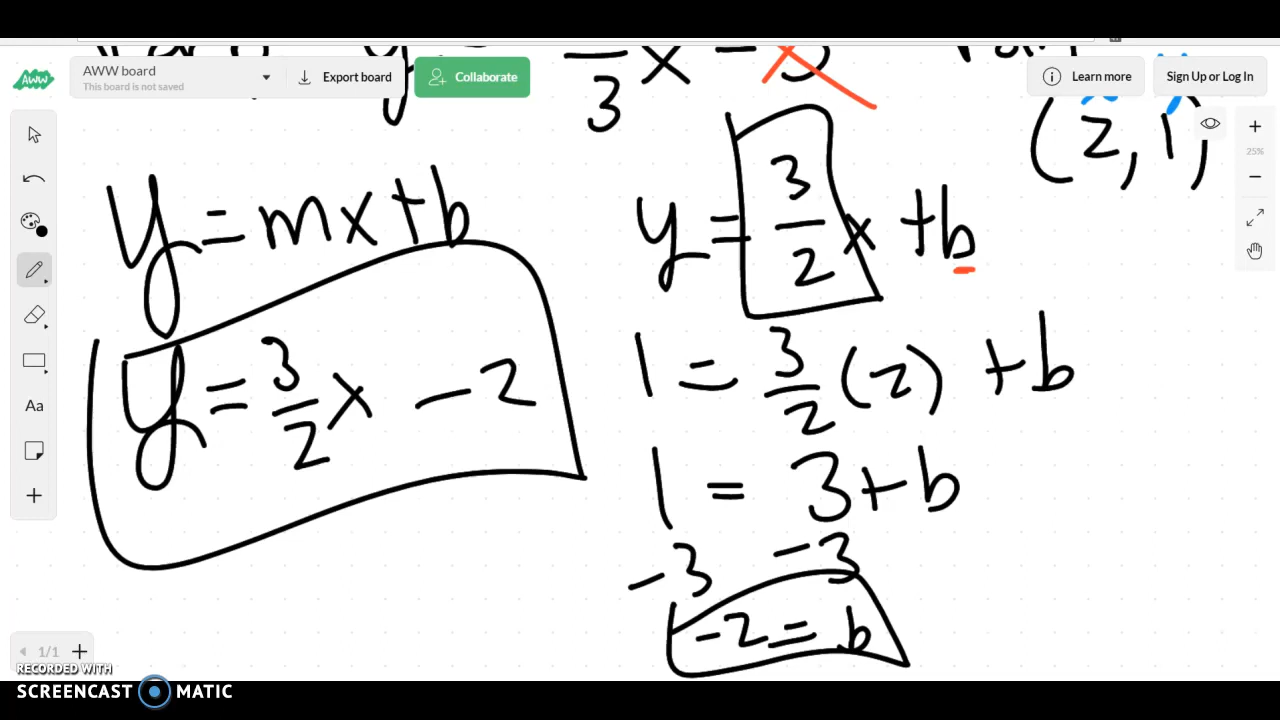 AWW board
This board is not saved
Export board
Collaborate
Learn more
Sign Up or Log In
3 x
(2, 1)
25%
y = mx + b
y = 3/2 x + b
y = 3/2 x - 2
1 = 3/2 (2) + b
1 = 3 + b
-3 -3
-2 = b
Aa
1/1
RECORDED WITH
SCREENCAST MATIC